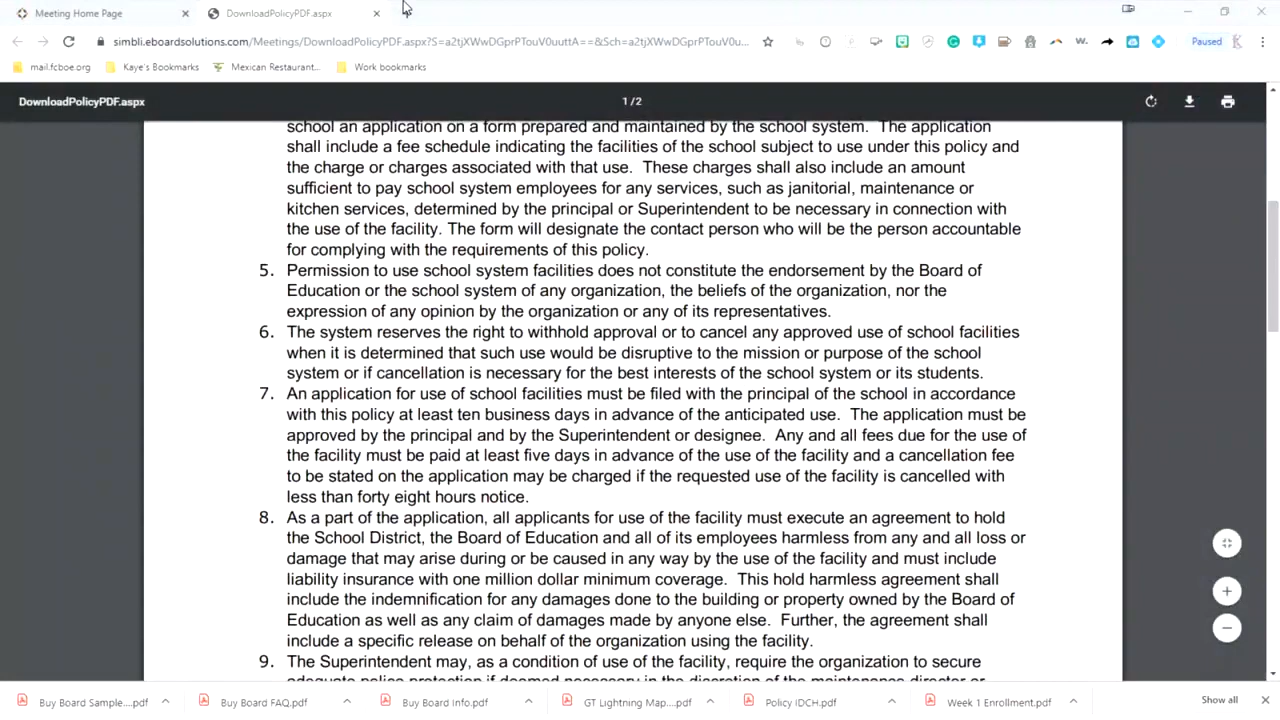 Meeting Home Page
DownloadPolicyPDF.aspx
simbli.eboardsolutions.com/Meetings/DownloadPolicyPDF.aspx?S=a2tjXWwDGprPTouV0uuttA==&Sch=a2tjXWwDGprPTouV0u...
Paused
mail.fcboe.org
Kaye's Bookmarks
Mexican Restaurant...
Work bookmarks
DownloadPolicyPDF.aspx
1 / 2
school an application on a form prepared and maintained by the school system. The application
shall include a fee schedule indicating the facilities of the school subject to use under this policy and
the charge or charges associated with that use. These charges shall also include an amount
sufficient to pay school system employees for any services, such as janitorial, maintenance or
kitchen services, determined by the principal or Superintendent to be necessary in connection with
the use of the facility. The form will designate the contact person who will be the person accountable
for complying with the requirements of this policy.
5. Permission to use school system facilities does not constitute the endorsement by the Board of
Education or the school system of any organization, the beliefs of the organization, nor the
expression of any opinion by the organization or any of its representatives.
6. The system reserves the right to withhold approval or to cancel any approved use of school facilities
when it is determined that such use would be disruptive to the mission or purpose of the school
system or if cancellation is necessary for the best interests of the school system or its students.
7. An application for use of school facilities must be filed with the principal of the school in accordance
with this policy at least ten business days in advance of the anticipated use. The application must be
approved by the principal and by the Superintendent or designee. Any and all fees due for the use of
the facility must be paid at least five days in advance of the use of the facility and a cancellation fee
to be stated on the application may be charged if the requested use of the facility is cancelled with
less than forty eight hours notice.
8. As a part of the application, all applicants for use of the facility must execute an agreement to hold
the School District, the Board of Education and all of its employees harmless from any and all loss or
damage that may arise during or be caused in any way by the use of the facility and must include
liability insurance with one million dollar minimum coverage. This hold harmless agreement shall
include the indemnification for any damages done to the building or property owned by the Board of
Education as well as any claim of damages made by anyone else. Further, the agreement shall
include a specific release on behalf of the organization using the facility.
9. The Superintendent may, as a condition of use of the facility, require the organization to secure
adequate police protection if deemed necessary in the discretion of the maintenance director or
Buy Board Sample....pdf
Buy Board FAQ.pdf
Buy Board Info.pdf
GT Lightning Map....pdf
Policy IDCH.pdf
Week 1 Enrollment.pdf
Show all